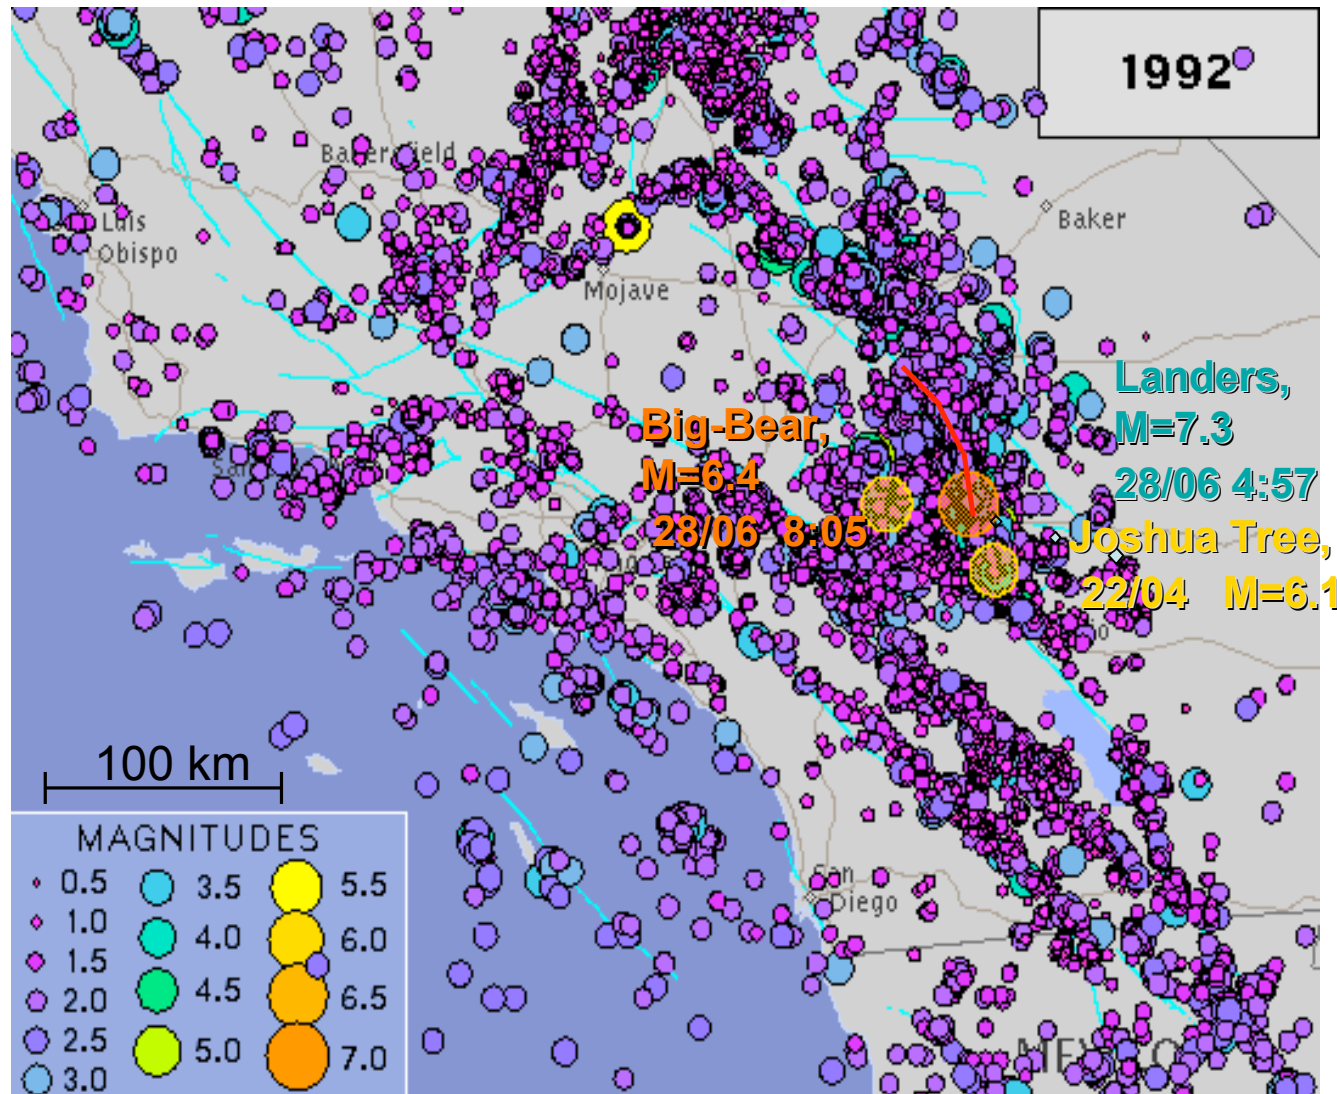 1992
Bakersfield
Luis
Obispo
Baker
Mojave
Landers,
M=7.3
28/06 4:57
Big-Bear,
M=6.4
28/06 8:05
Joshua Tree,
22/04 M=6.1
100 km
MAGNITUDES
0.5 3.5 5.5
1.0 4.0 6.0
1.5 4.5 6.5
2.0 5.0 7.0
2.5
3.0
San
Diego
MEXICO